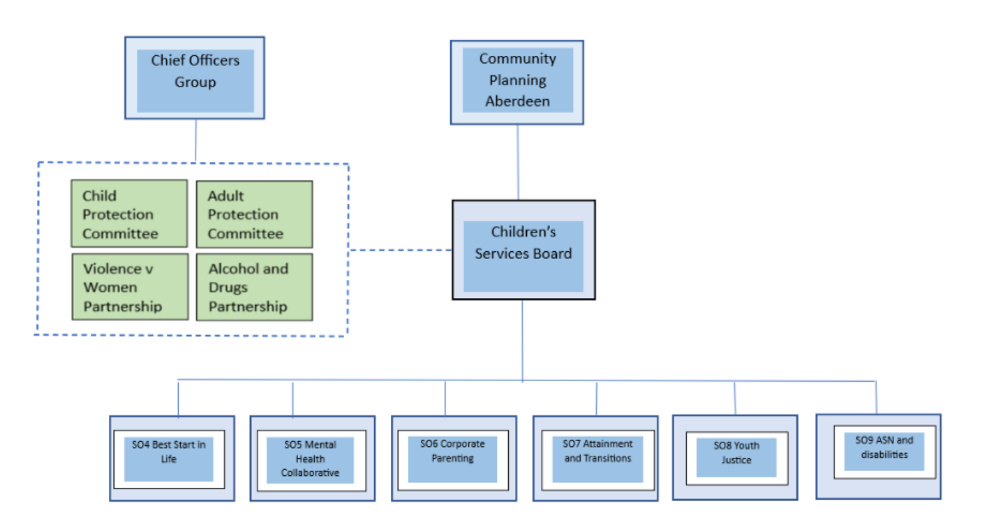 Chief Officers
Group
Community
Planning
Aberdeen
Child
Protection
Committee
Adult
Protection
Committee
Violence v
Women
Partnership
Alcohol and
Drugs
Partnership
Children’s
Services Board
SO4 Best Start in
Life
SO5 Mental
Health
Collaborative
SO6 Corporate
Parenting
SO7 Attainment
and Transitions
SO8 Youth
Justice
SO9 ASN and
disabilities